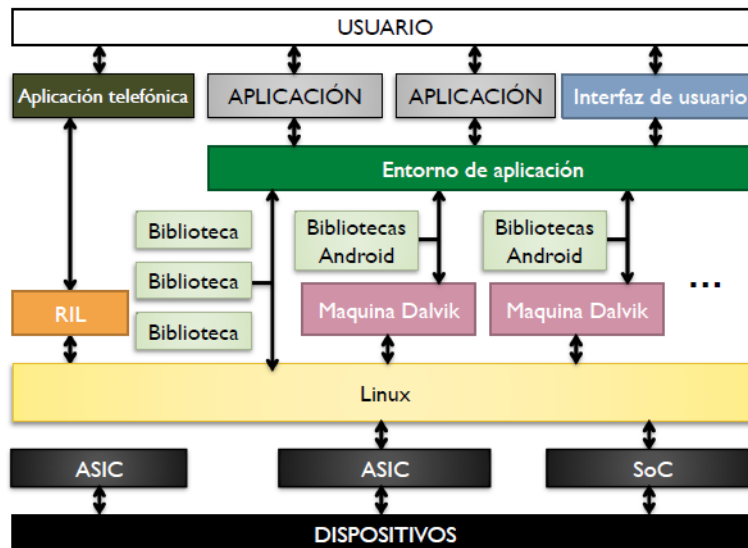 USUARIO
Aplicación telefónica
APLICACIÓN
APLICACIÓN
Interfaz de usuario
Entorno de aplicación
Biblioteca
Bibliotecas
Android
Bibliotecas
Android
Biblioteca
...
RIL
Biblioteca
Maquina Dalvik
Maquina Dalvik
Linux
ASIC
ASIC
SoC
DISPOSITIVOS